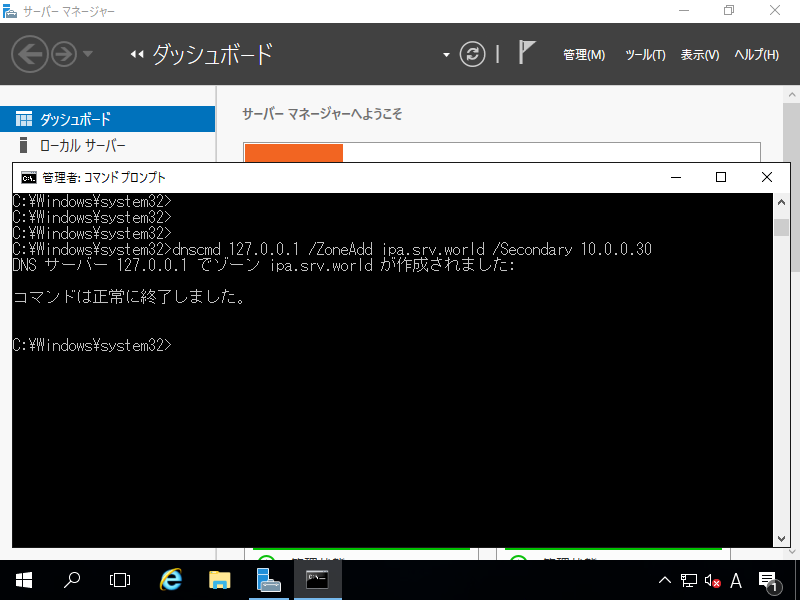 サーバー マネージャー
ダッシュボード
管理(M) ツール(T) 表示(V) ヘルプ(H)
ダッシュボード
ローカル サーバー
サーバー マネージャーへようこそ
管理者: コマンド プロンプト
C:¥Windows¥system32>
C:¥Windows¥system32>
C:¥Windows¥system32>
C:¥Windows¥system32>dnscmd 127.0.0.1 /ZoneAdd ipa.srv.world /Secondary 10.0.0.30
DNS サーバー 127.0.0.1 でゾーン ipa.srv.world が作成されました:
コマンドは正常に終了しました。
C:¥Windows¥system32>
A
1